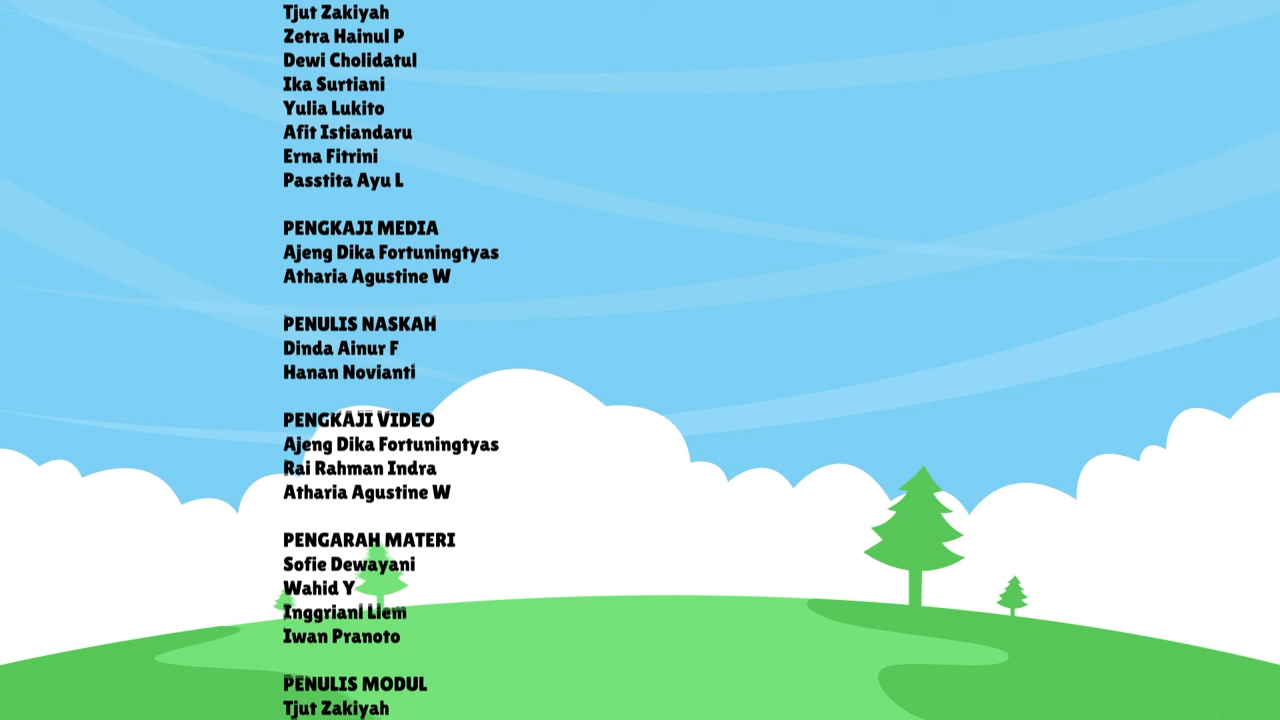 Tjut Zakiyah
Zetra Hainul P
Dewi Cholidatul
Ika Surtiani
Yulia Lukito
Afit Istiandaru
Erna Fitrini
Passtita Ayu L
PENGKAJI MEDIA
Ajeng Dika Fortuningtyas
Atharia Agustine W
PENULIS NASKAH
Dinda Ainur F
Hanan Novianti
PENGKAJI VIDEO
Ajeng Dika Fortuningtyas
Rai Rahman Indra
Atharia Agustine W
PENGARAH MATERI
Sofie Dewayani
Wahid Y
Inggriani Liem
Iwan Pranoto
PENULIS MODUL
Tjut Zakiyah